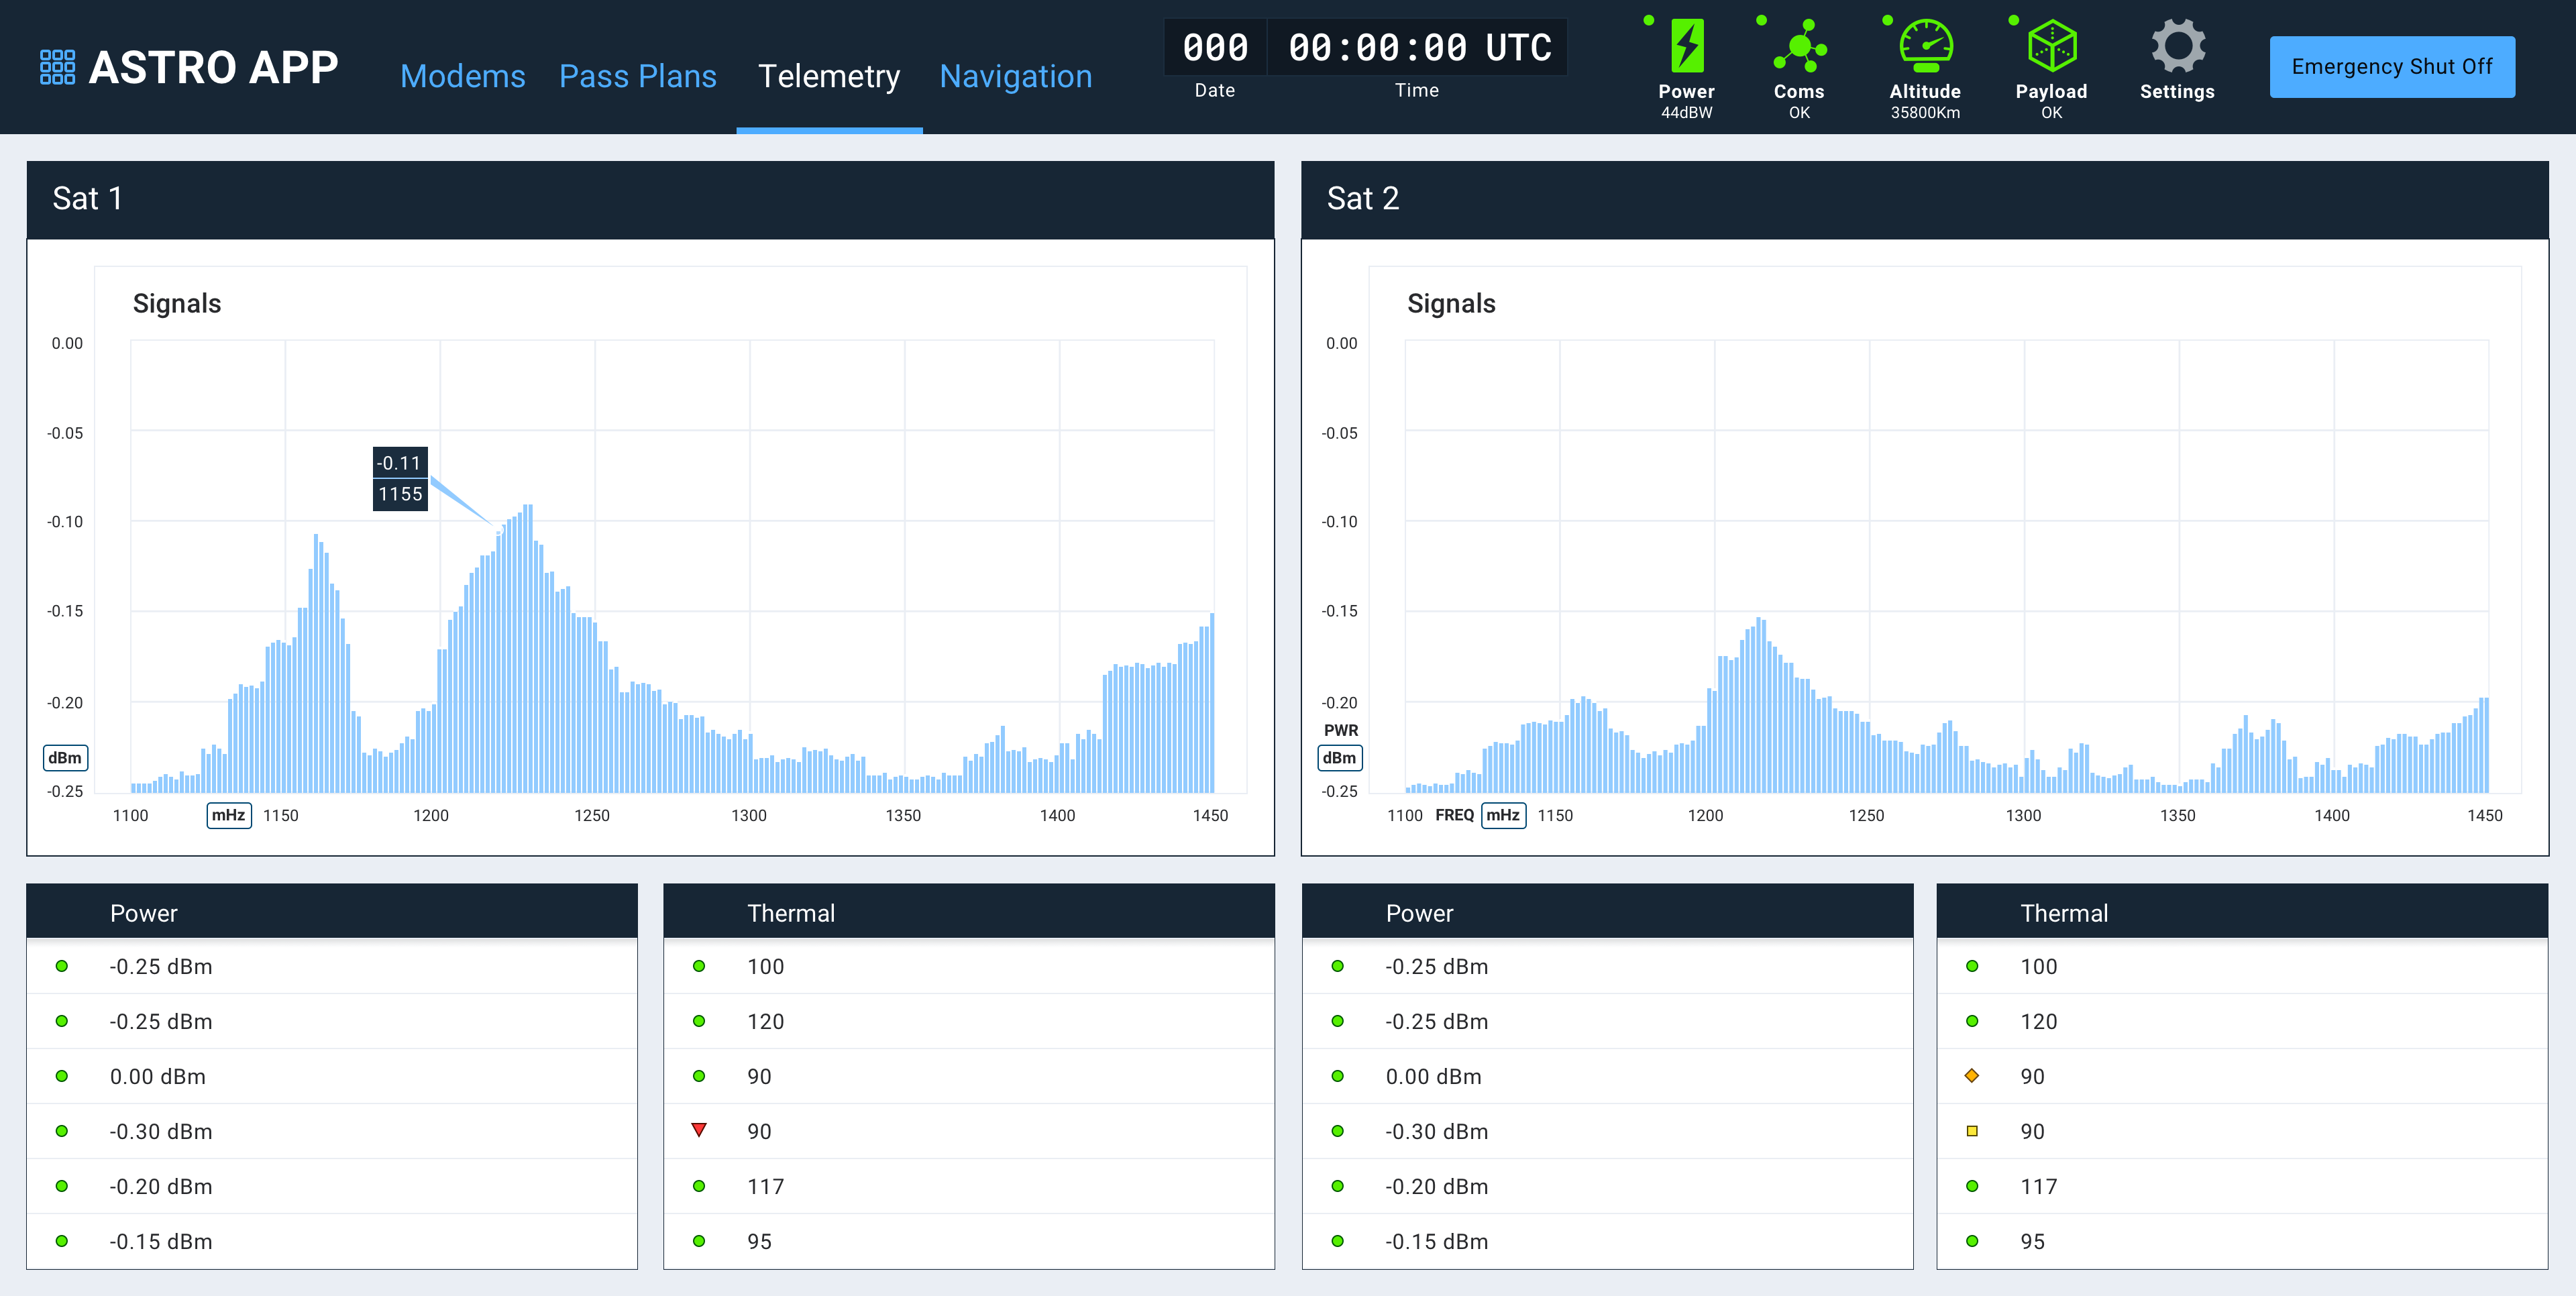 ASTRO APP
Modems
Pass Plans
Telemetry
Navigation
000
00:00:00 UTC
Date
Time
Power
44dBW
Coms
OK
Altitude
35800Km
Payload
OK
Settings
Emergency Shut Off
Sat 1
Signals
0.00
-0.05
-0.10
-0.15
-0.20
dBm
-0.25
-0.11
1155
1100
mHz
1150
1200
1250
1300
1350
1400
1450
Sat 2
Signals
0.00
-0.05
-0.10
-0.15
-0.20
PWR
dBm
-0.25
1100
FREQ
mHz
1150
1200
1250
1300
1350
1400
1450
Power
-0.25 dBm
-0.25 dBm
0.00 dBm
-0.30 dBm
-0.20 dBm
-0.15 dBm
Thermal
100
120
90
90
117
95
Power
-0.25 dBm
-0.25 dBm
0.00 dBm
-0.30 dBm
-0.20 dBm
-0.15 dBm
Thermal
100
120
90
90
117
95